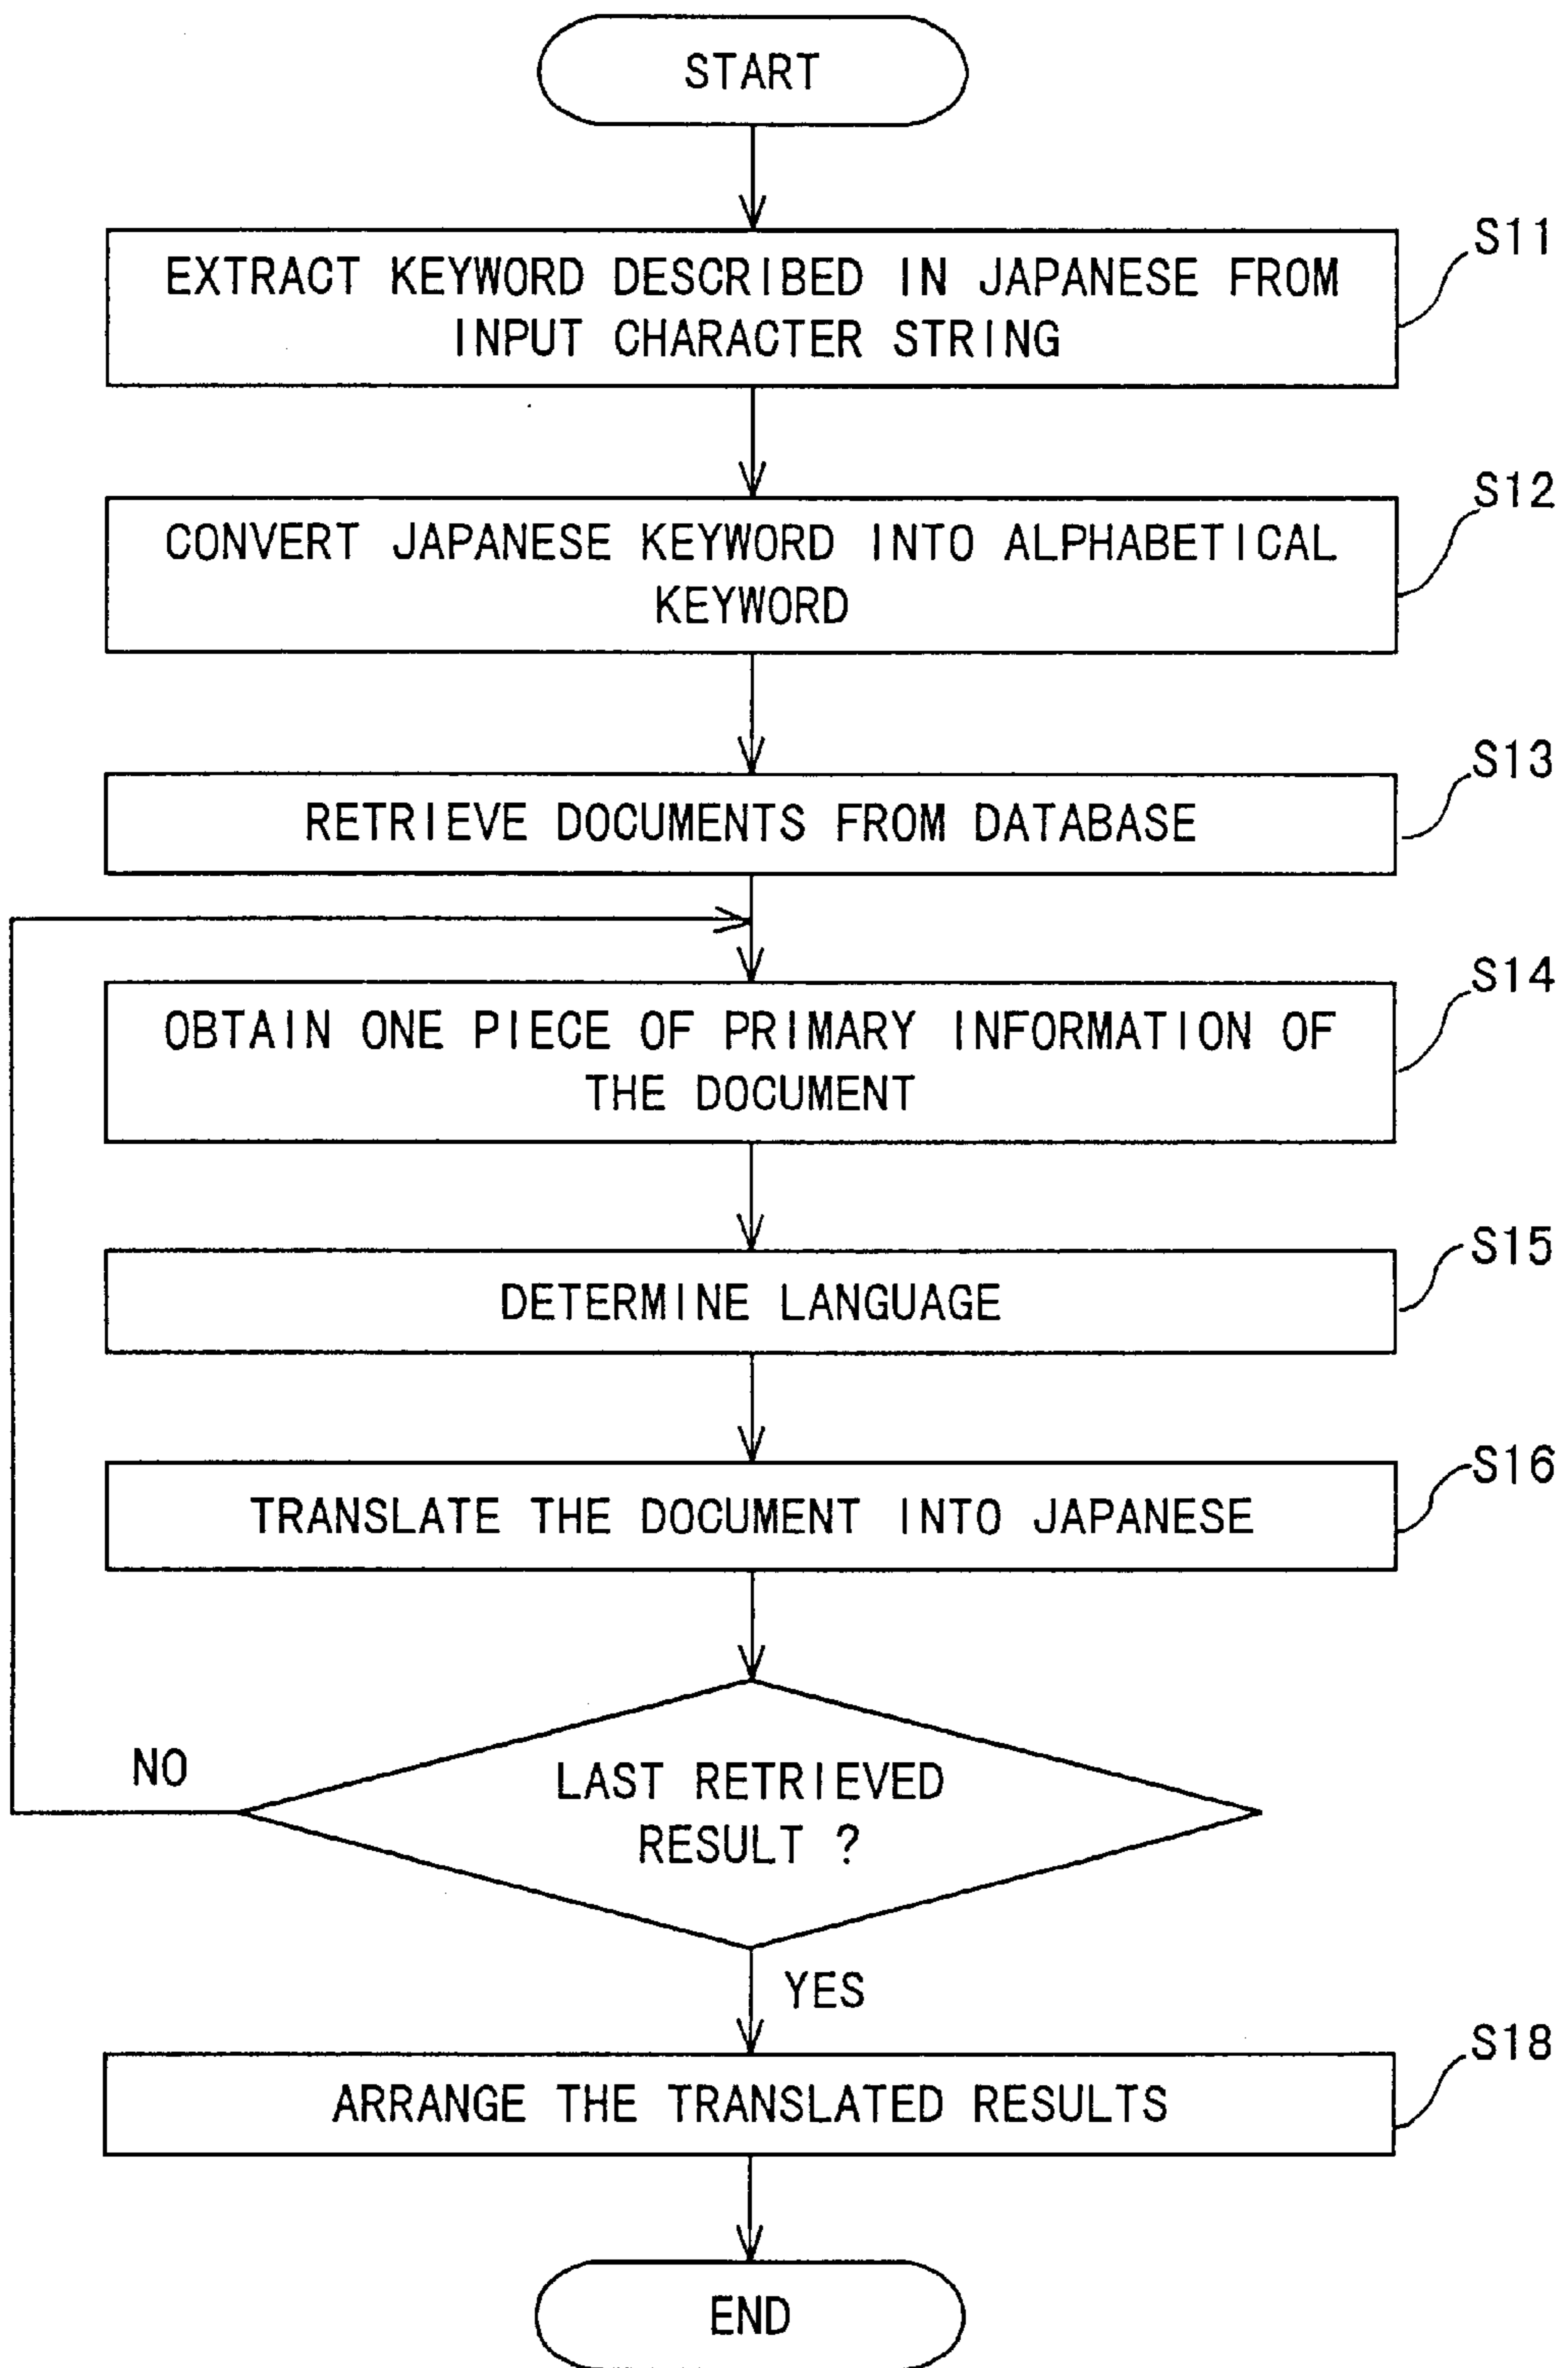 START
S11
EXTRACT KEYWORD DESCRIBED IN JAPANESE FROM
INPUT CHARACTER STRING
S12
CONVERT JAPANESE KEYWORD INTO ALPHABETICAL
KEYWORD
S13
RETRIEVE DOCUMENTS FROM DATABASE
S14
OBTAIN ONE PIECE OF PRIMARY INFORMATION OF
THE DOCUMENT
S15
DETERMINE LANGUAGE
S16
TRANSLATE THE DOCUMENT INTO JAPANESE
NO
LAST RETRIEVED
RESULT ?
YES
S18
ARRANGE THE TRANSLATED RESULTS
END